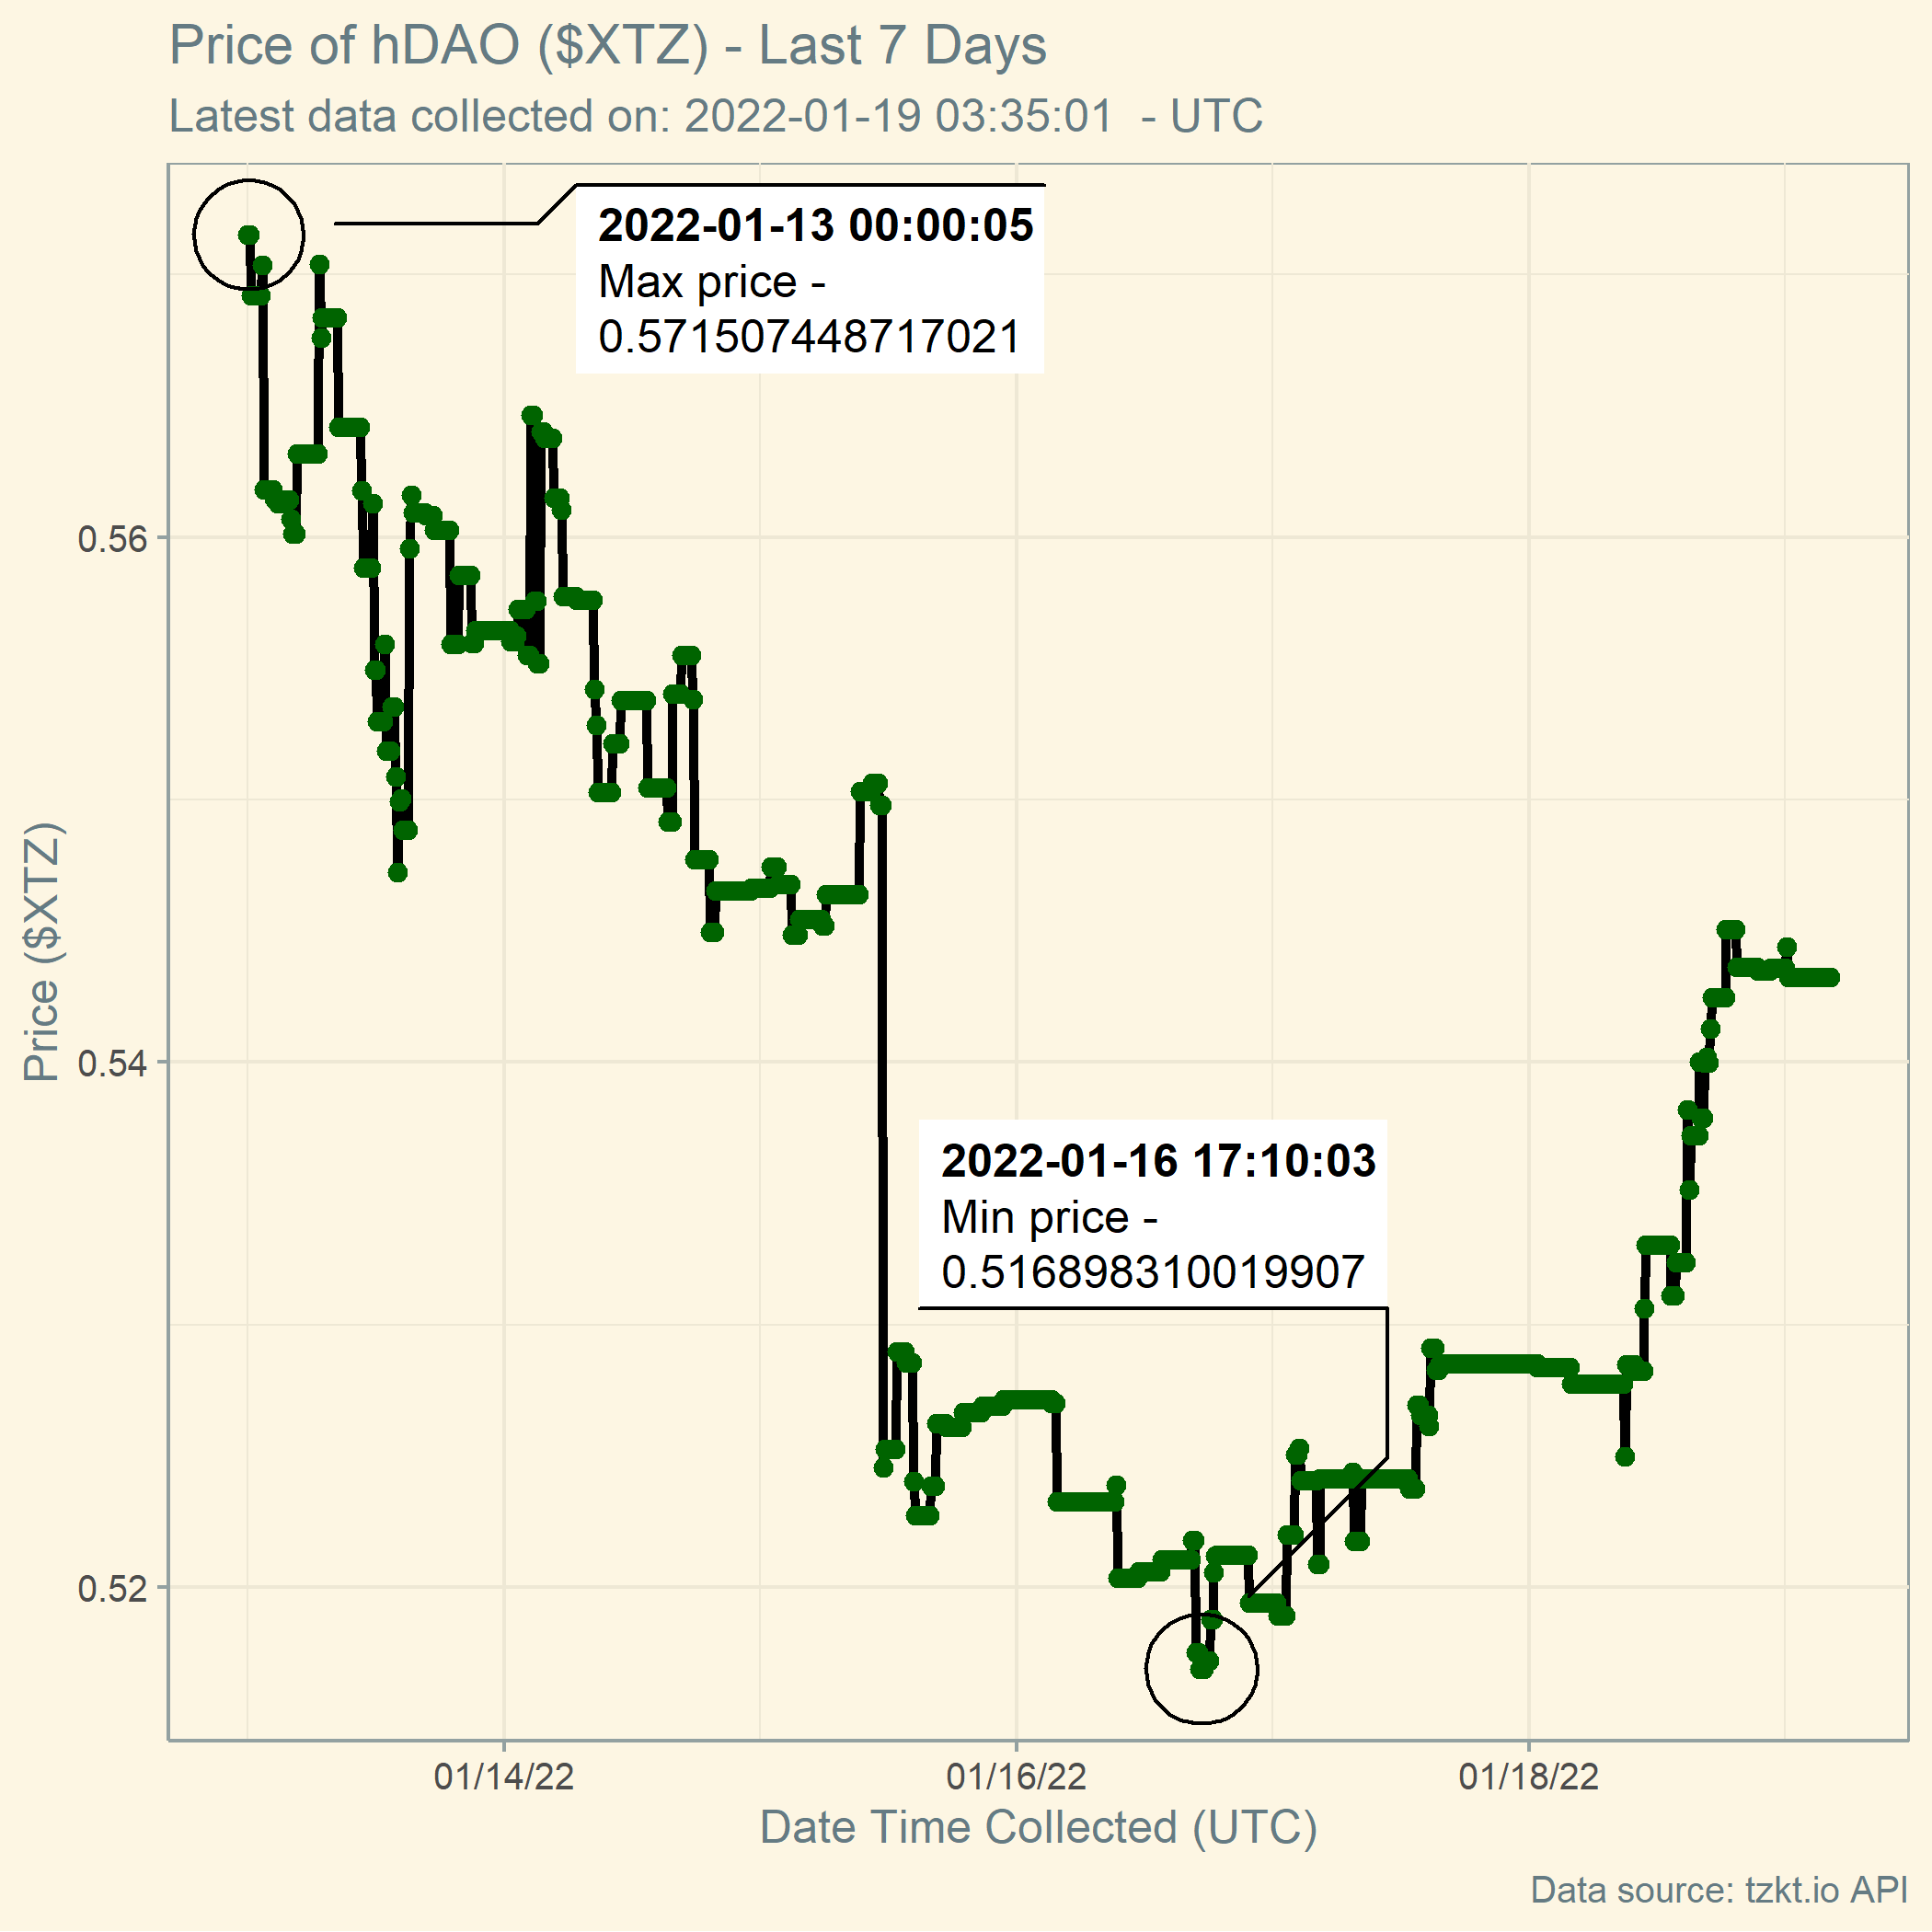 Price of hDAO ($XTZ) - Last 7 Days
Latest data collected on: 2022-01-19 03:35:01  - UTC
2022-01-13 00:00:05
Max price -
0.571507448717021
0.56
Price ($XTZ)
0.54
2022-01-16 17:10:03
Min price -
0.516898310019907
0.52
01/14/22
01/16/22
01/18/22
Date Time Collected (UTC)
Data source: tzkt.io API